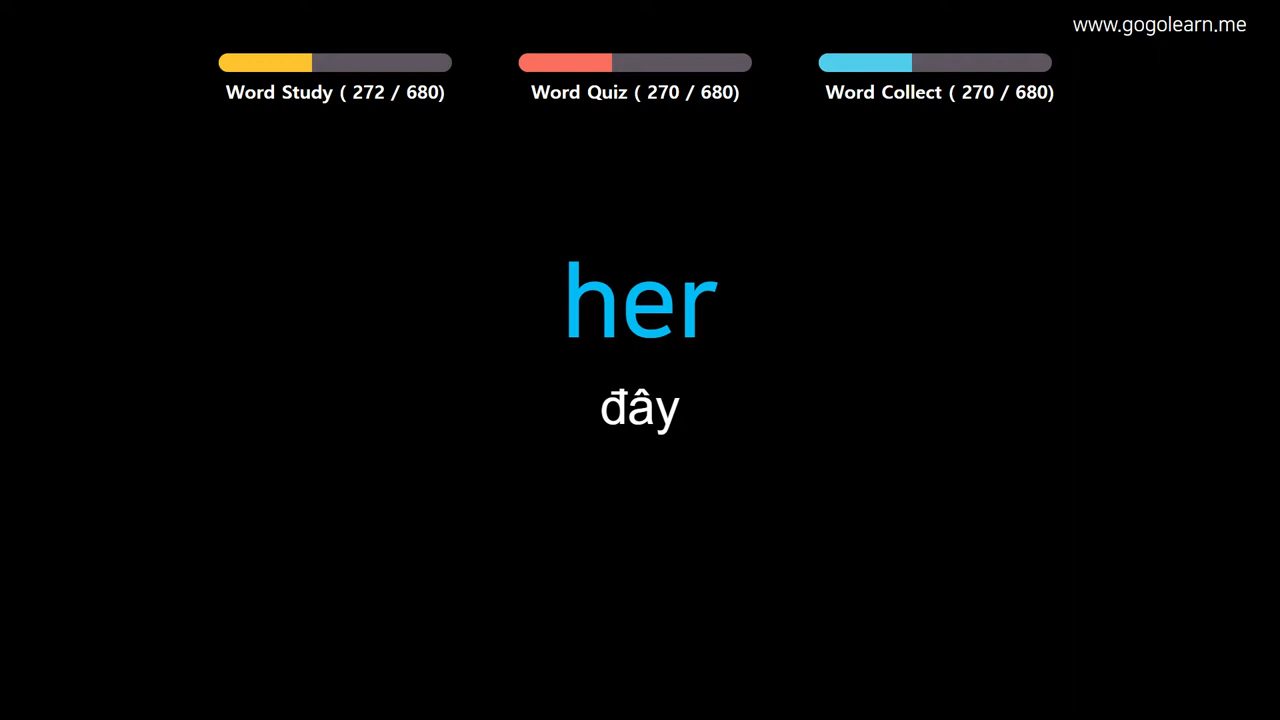 www.gogolearn.me
Word Study ( 272 / 680)
Word Quiz ( 270 / 680)
Word Collect ( 270 / 680)
her
đây